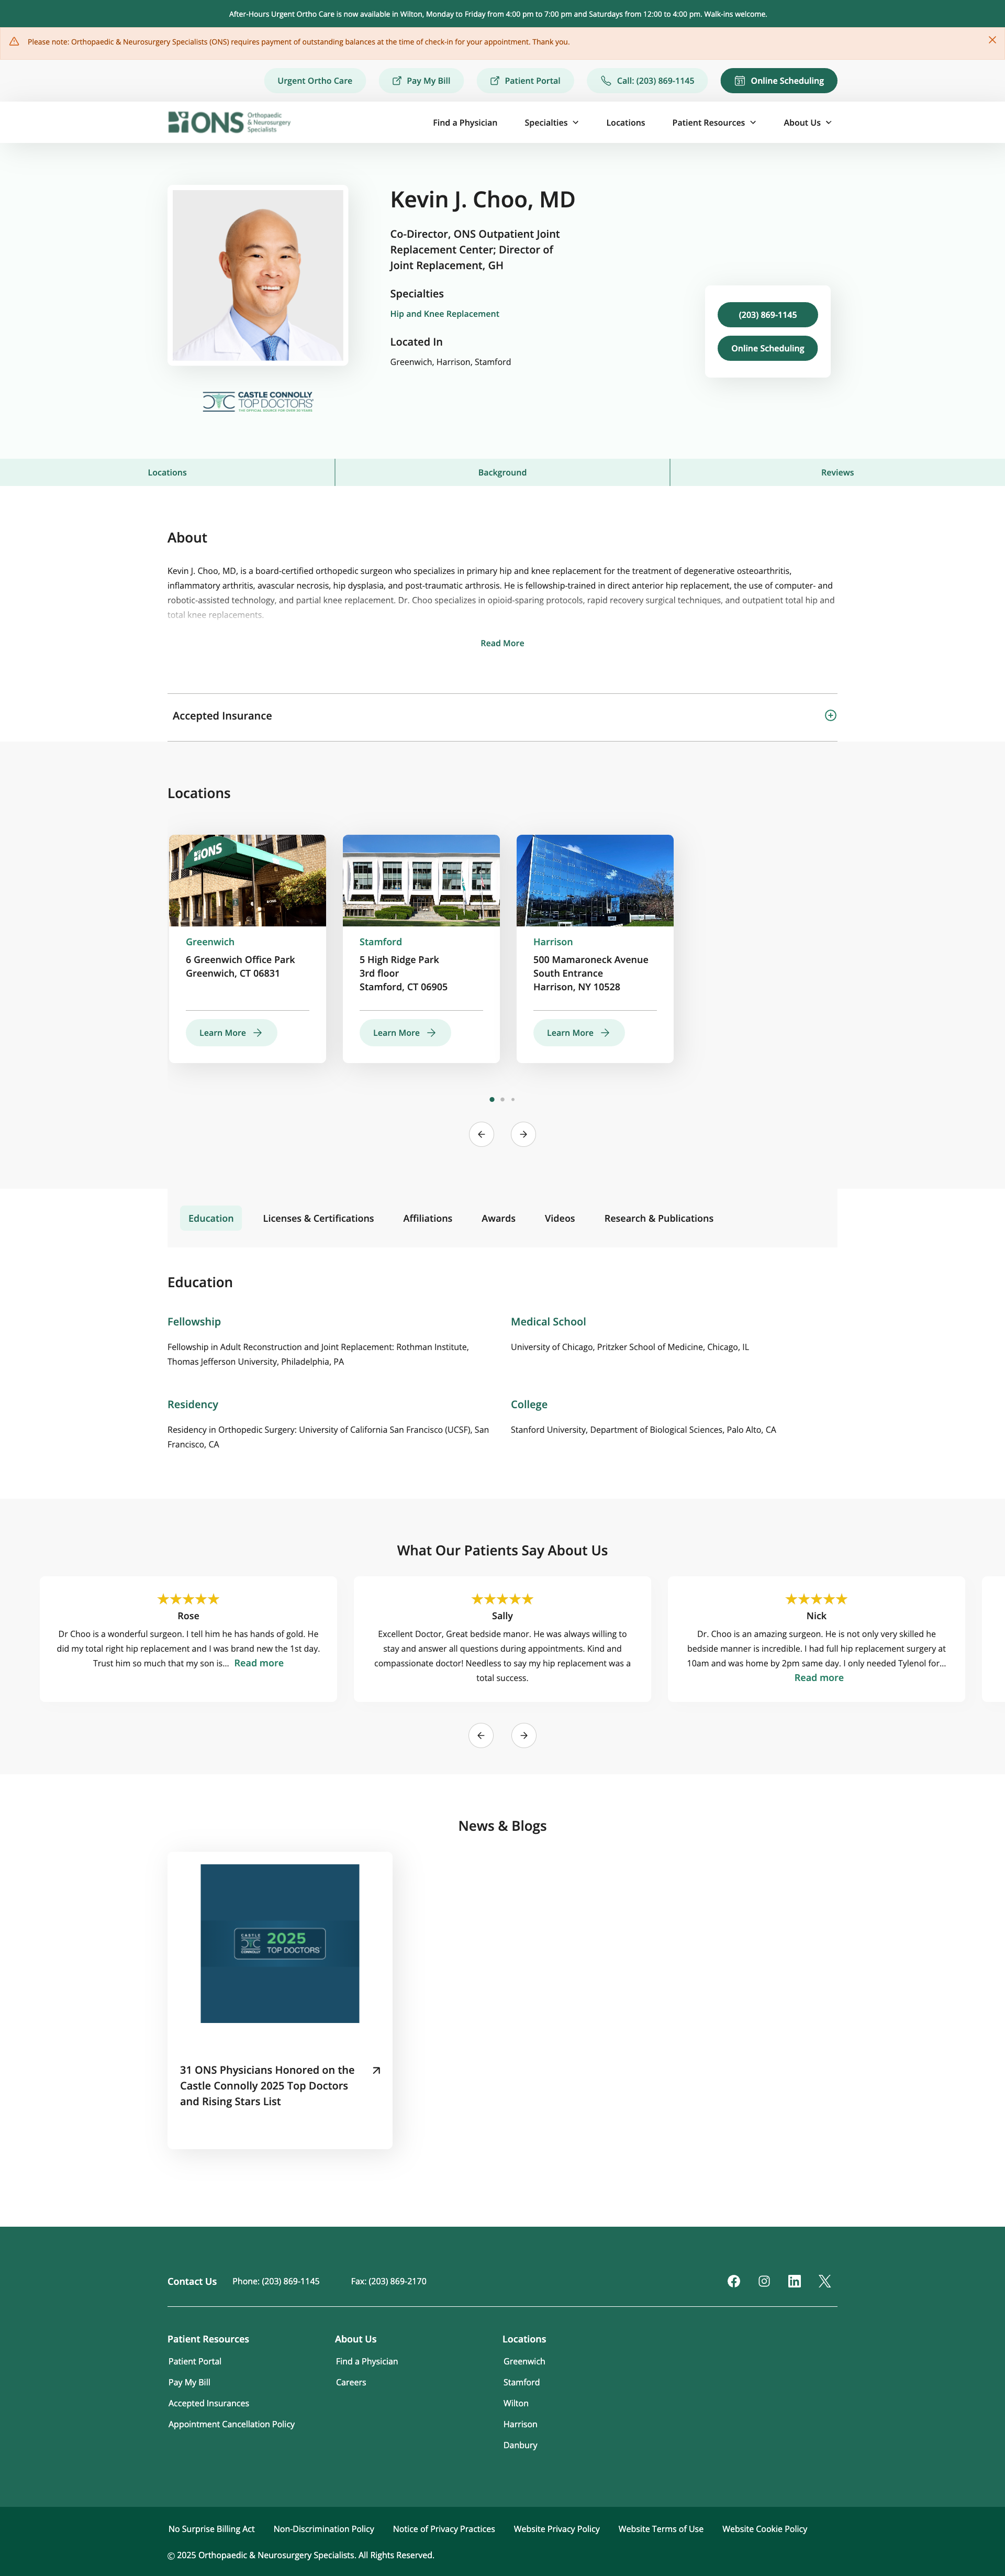 After-Hours Urgent Ortho Care is now available in Wilton, Monday to Friday from 4:00 pm to 7:00 pm and Saturdays from 12:00 to 4:00 pm. Walk-ins welcome.
Please note: Orthopaedic & Neurosurgery Specialists (ONS) requires payment of outstanding balances at the time of check-in for your appointment. Thank you.
Urgent Ortho Care
Pay My Bill
Patient Portal
Call: (203) 869-1145
Online Scheduling
ONS Orthopaedic
& Neurosurgery
Specialists
Find a Physician
Specialties
Locations
Patient Resources
About Us
Kevin J. Choo, MD
Co-Director, ONS Outpatient Joint
Replacement Center; Director of
Joint Replacement, GH
Specialties
Hip and Knee Replacement
Located In
Greenwich, Harrison, Stamford
(203) 869-1145
Online Scheduling
CASTLE CONNOLLY
TOP DOCTORS
THE OFFICIAL SOURCE FOR OVER 30 YEARS
Locations
Background
Reviews
About
Kevin J. Choo, MD, is a board-certified orthopedic surgeon who specializes in primary hip and knee replacement for the treatment of degenerative osteoarthritis,
inflammatory arthritis, avascular necrosis, hip dysplasia, and post-traumatic arthrosis. He is fellowship-trained in direct anterior hip replacement, the use of computer- and
robotic-assisted technology, and partial knee replacement. Dr. Choo specializes in opioid-sparing protocols, rapid recovery surgical techniques, and outpatient total hip and
total knee replacements.
Read More
Accepted Insurance
Locations
ONS
Greenwich
6 Greenwich Office Park
Greenwich, CT 06831
Learn More
Stamford
5 High Ridge Park
3rd floor
Stamford, CT 06905
Learn More
Harrison
500 Mamaroneck Avenue
South Entrance
Harrison, NY 10528
Learn More
Education
Licenses & Certifications
Affiliations
Awards
Videos
Research & Publications
Education
Fellowship
Fellowship in Adult Reconstruction and Joint Replacement: Rothman Institute,
Thomas Jefferson University, Philadelphia, PA
Medical School
University of Chicago, Pritzker School of Medicine, Chicago, IL
Residency
Residency in Orthopedic Surgery: University of California San Francisco (UCSF), San
Francisco, CA
College
Stanford University, Department of Biological Sciences, Palo Alto, CA
What Our Patients Say About Us
Rose
Dr Choo is a wonderful surgeon. I tell him he has hands of gold. He
did my total right hip replacement and I was brand new the 1st day.
Trust him so much that my son is... Read more
Sally
Excellent Doctor, Great bedside manor. He was always willing to
stay and answer all questions during appointments. Kind and
compassionate doctor! Needless to say my hip replacement was a
total success.
Nick
Dr. Choo is an amazing surgeon. He is not only very skilled he
bedside manner is incredible. I had full hip replacement surgery at
10am and was home by 2pm same day. I only needed Tylenol for...
Read more
News & Blogs
CASTLE
CONNOLLY
2025
TOP DOCTORS
31 ONS Physicians Honored on the
Castle Connolly 2025 Top Doctors
and Rising Stars List
Contact Us
Phone: (203) 869-1145
Fax: (203) 869-2170
Patient Resources
Patient Portal
Pay My Bill
Accepted Insurances
Appointment Cancellation Policy
About Us
Find a Physician
Careers
Locations
Greenwich
Stamford
Wilton
Harrison
Danbury
No Surprise Billing Act
Non-Discrimination Policy
Notice of Privacy Practices
Website Privacy Policy
Website Terms of Use
Website Cookie Policy
© 2025 Orthopaedic & Neurosurgery Specialists. All Rights Reserved.